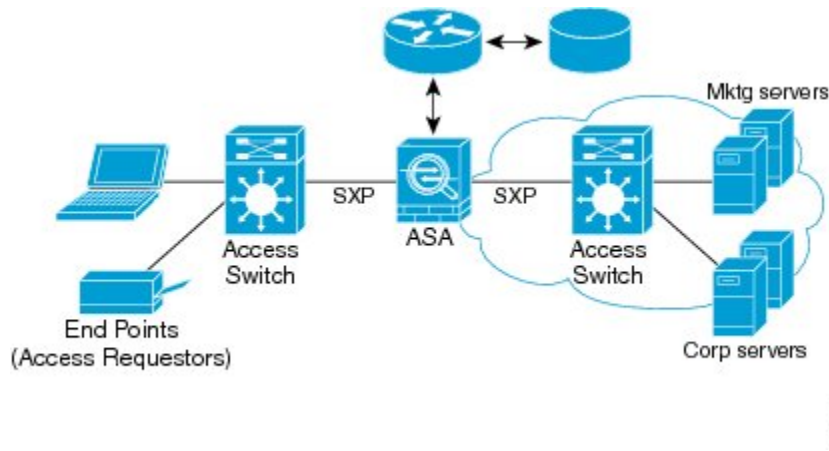 Mktg servers
SXP
SXP
ASA
Access
Switch
Access
Switch
End Points
(Access Requestors)
Corp servers